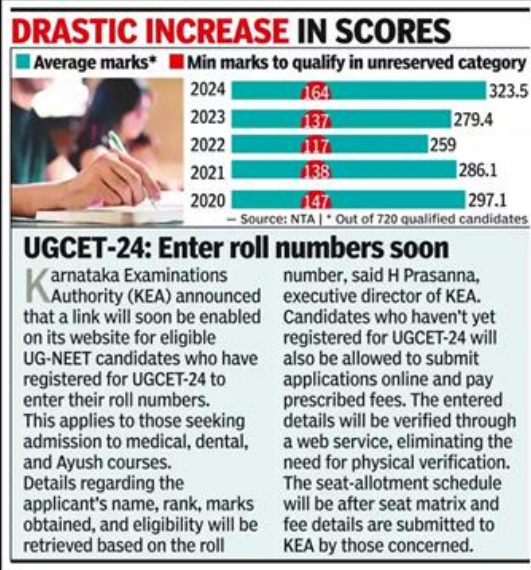 DRASTIC INCREASE IN SCORES
Average marks* Min marks to qualify in unreserved category
2024 164 323.5
2023 137 279.4
2022 117 259
2021 138 286.1
2020 147 297.1
— Source: NTA | * Out of 720 qualified candidates
UGCET-24: Enter roll numbers soon
Karnataka Examinations
Authority (KEA) announced
that a link will soon be enabled
on its website for eligible
UG-NEET candidates who have
registered for UGCET-24 to
enter their roll numbers.
This applies to those seeking
admission to medical, dental,
and Ayush courses.
Details regarding the
applicant's name, rank, marks
obtained, and eligibility will be
retrieved based on the roll
number, said H Prasanna,
executive director of KEA.
Candidates who haven't yet
registered for UGCET-24 will
also be allowed to submit
applications online and pay
prescribed fees. The entered
details will be verified through
a web service, eliminating the
need for physical verification.
The seat-allotment schedule
will be after seat matrix and
fee details are submitted to
KEA by those concerned.